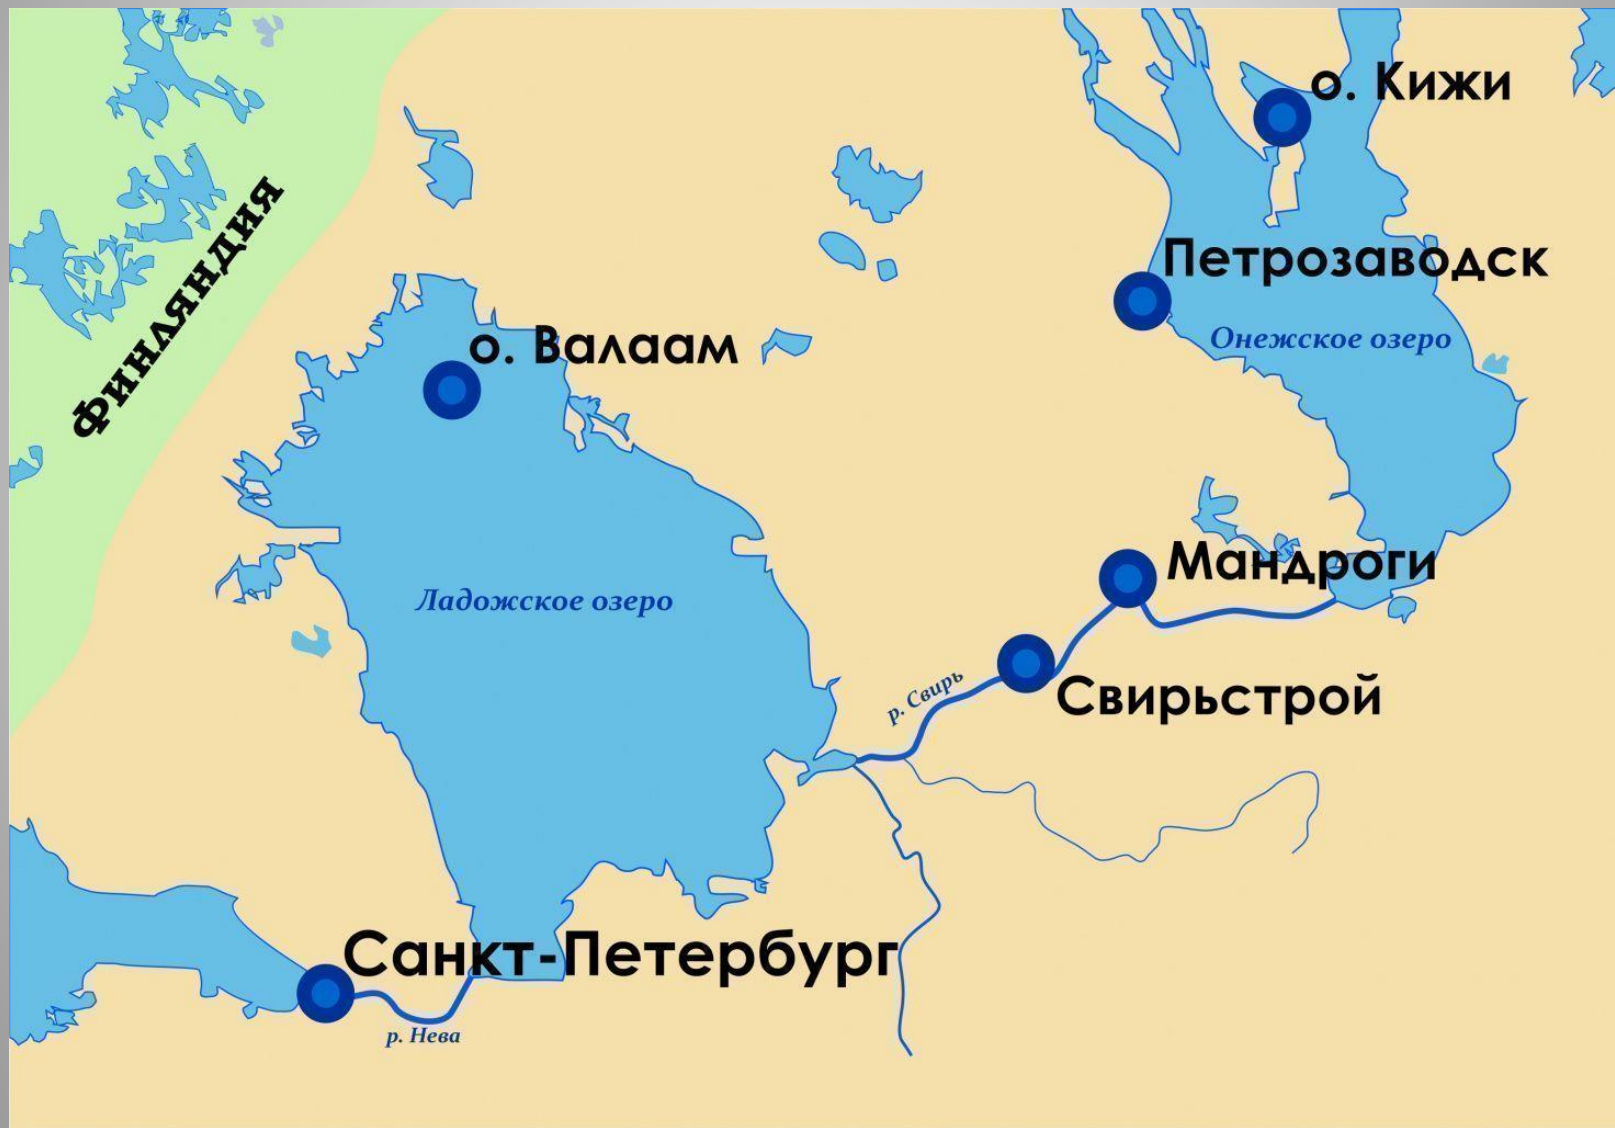 о. Кижи
Финляндия
Петрозаводск
Онежское озеро
о. Валаам
Мандроги
Ладожское озеро
р. Свирь
Свирьстрой
Санкт-Петербург
р. Нева